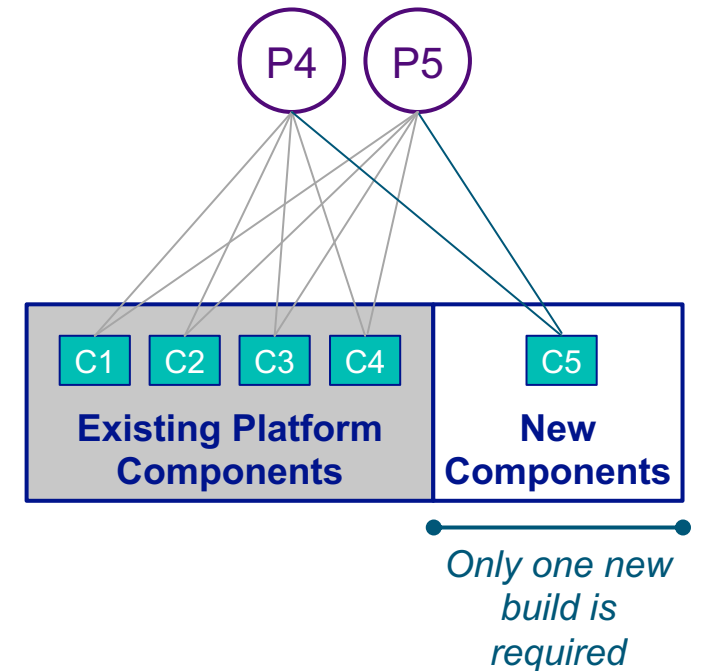 P4 P5
C1 C2 C3 C4 C5
Existing Platform
Components
New
Components
Only one new
build is
required